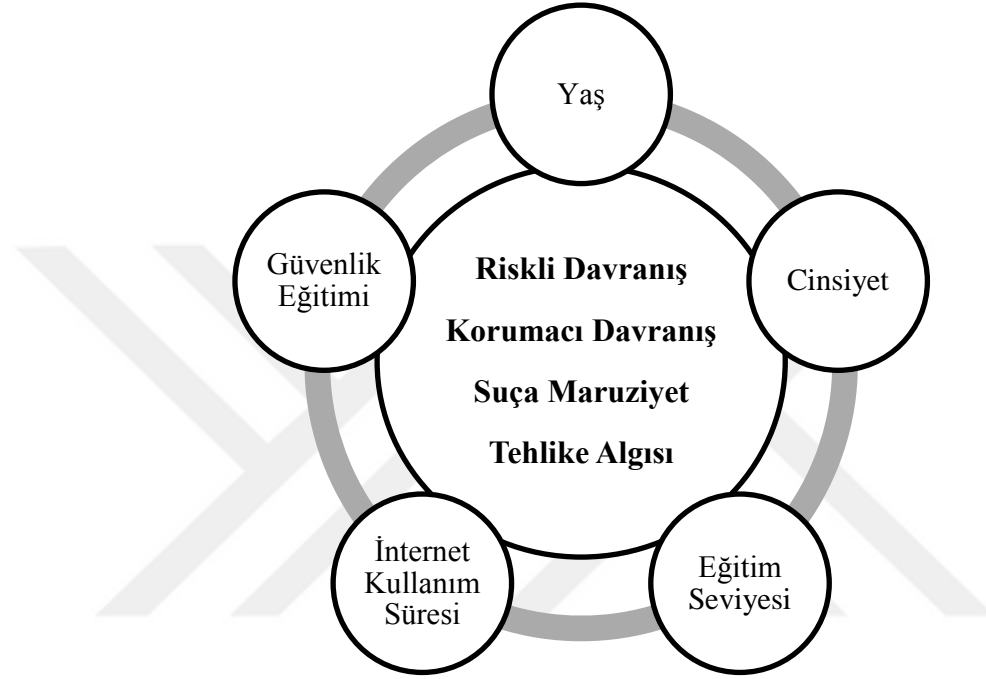 Yaş
Cinsiyet
Eğitim
Seviyesi
İnternet
Kullanım
Süresi
Güvenlik
Eğitimi
Riskli Davranış
Korumacı Davranış
Suça Maruziyet
Tehlike Algısı